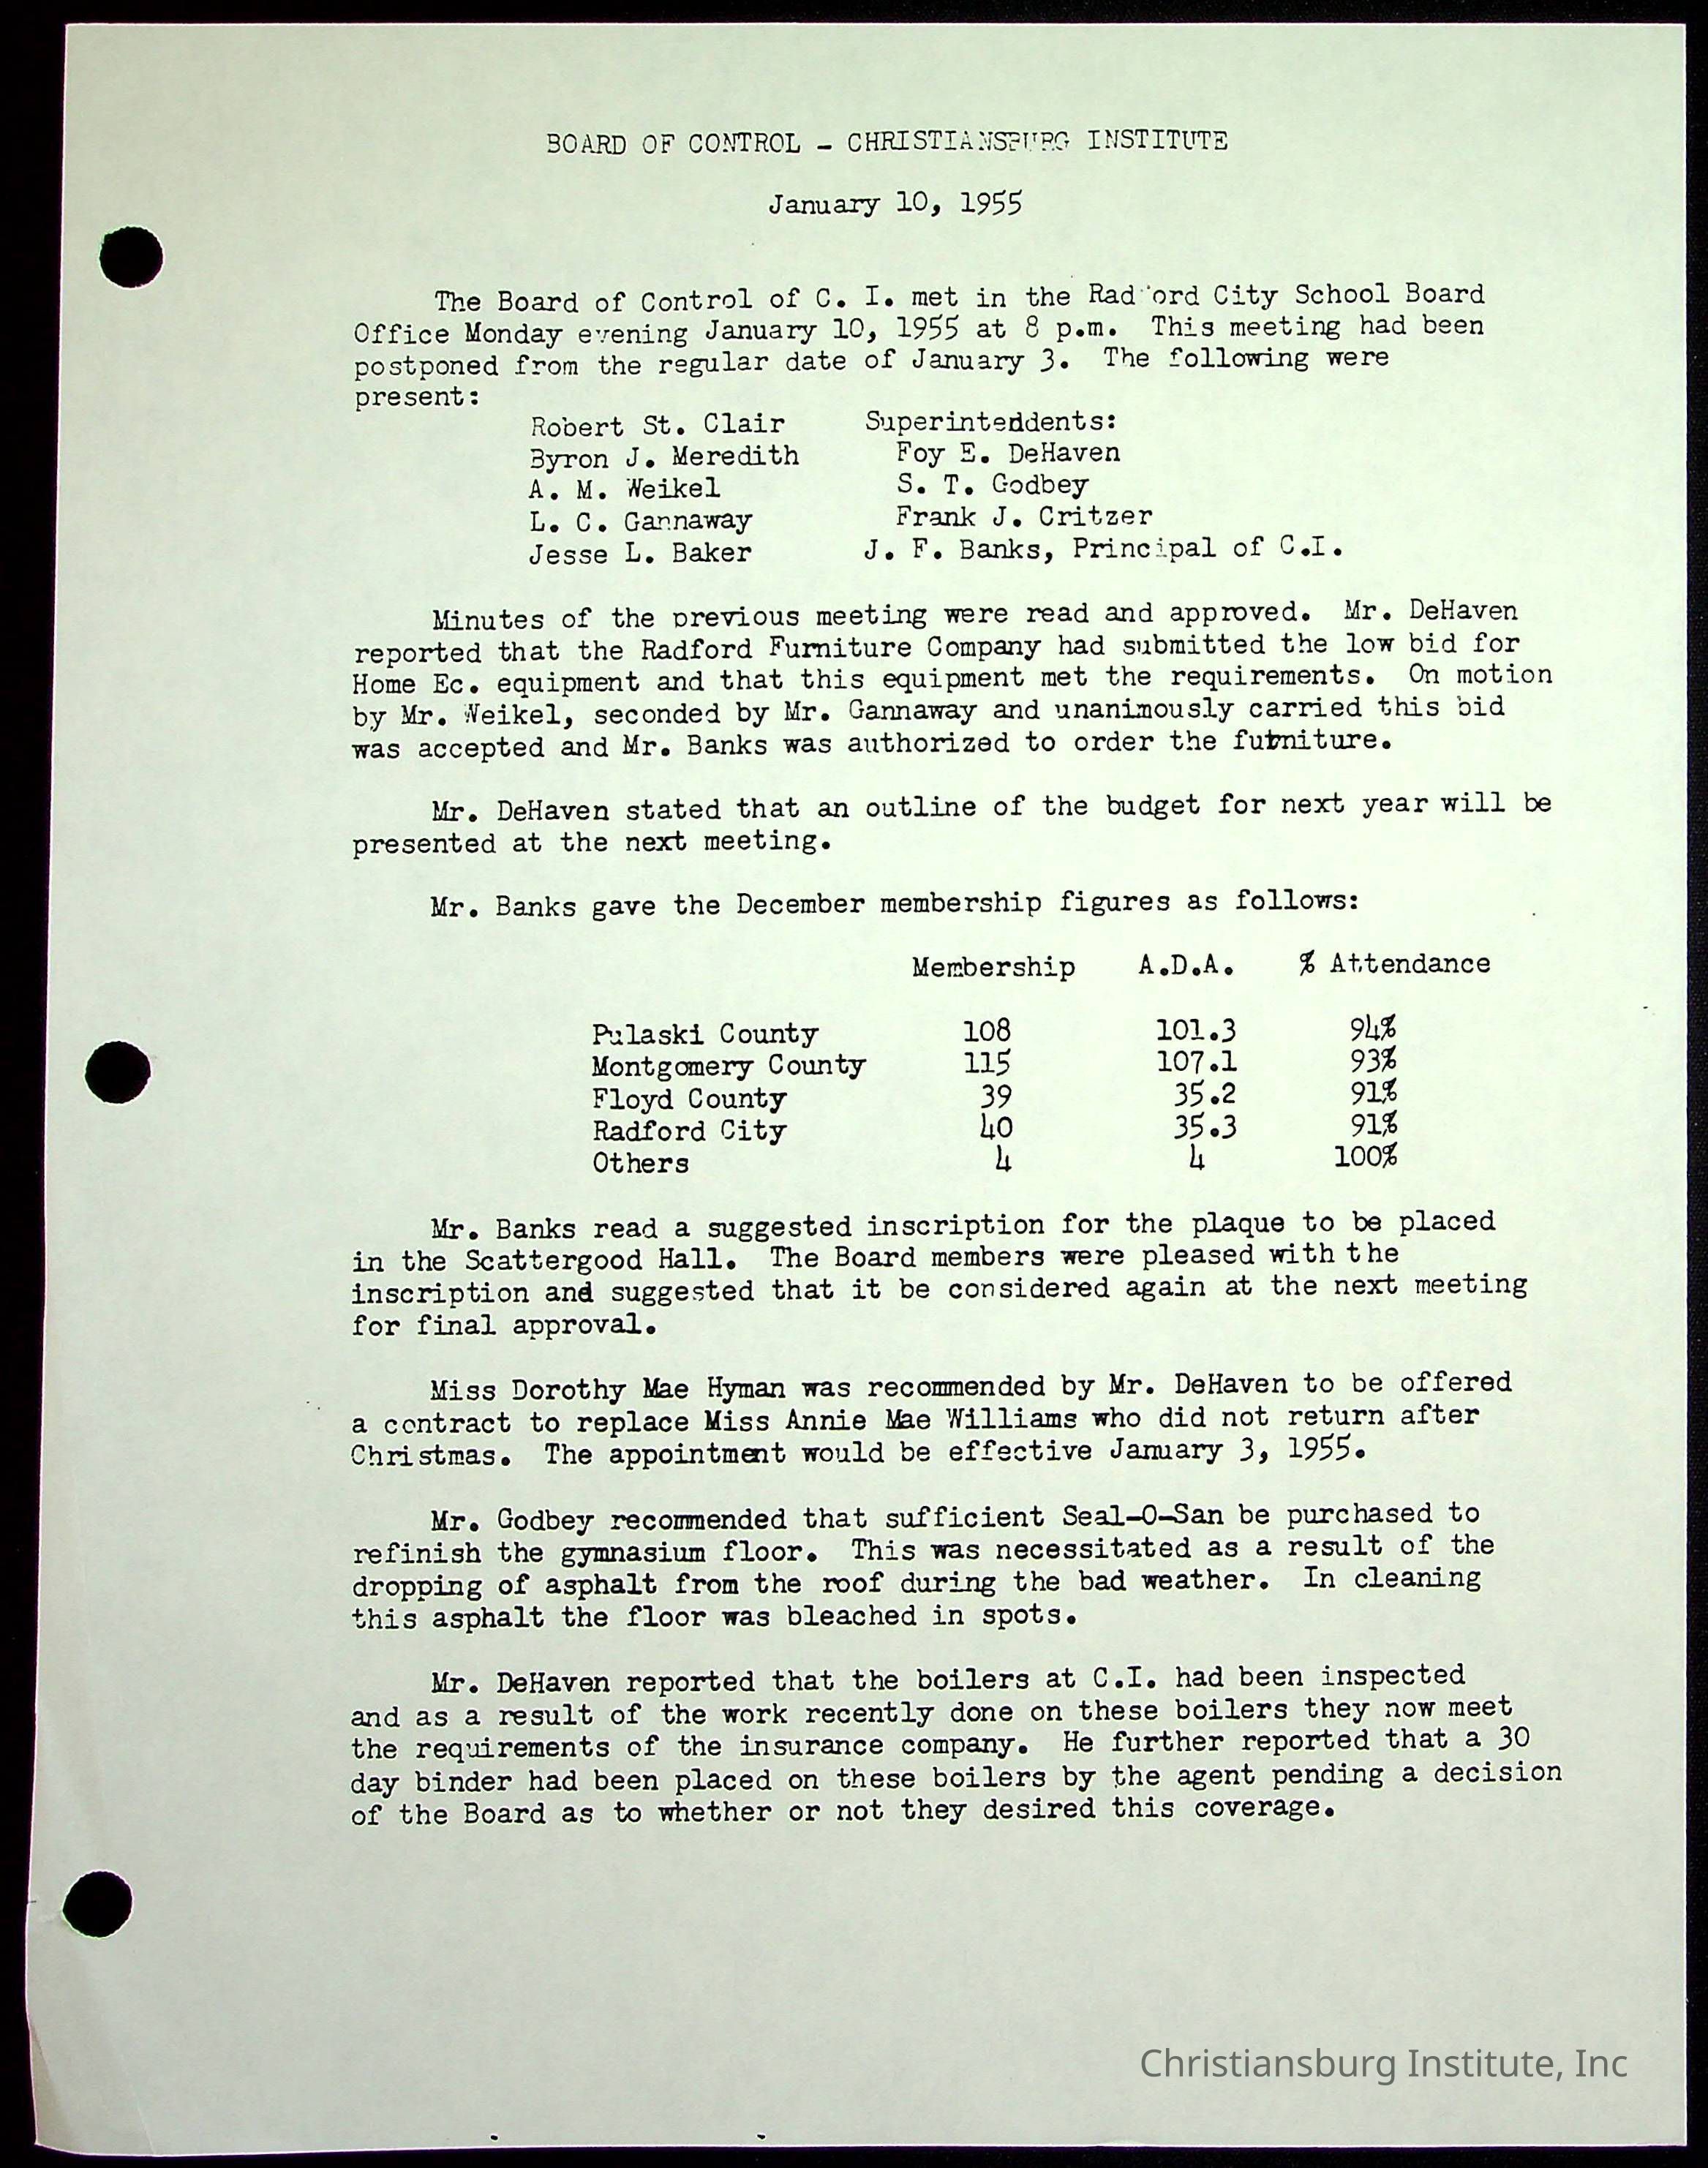 BOARD OF CONTROL - CHRISTIANSBURG INSTITUTE
January 10, 1955
The Board of Control of C. I. met in the Radford City School Board
Office Monday evening January 10, 1955 at 8 p.m. This meeting had been
postponed from the regular date of January 3. The following were
present:
Robert St. Clair Superinteddents:
Byron J. Meredith Foy E. DeHaven
A. M. Weikel S. T. Godbey
L. C. Gannaway Frank J. Critzer
Jesse L. Baker J. F. Banks, Principal of C.I.
Minutes of the previous meeting were read and approved. Mr. DeHaven
reported that the Radford Furniture Company had submitted the low bid for
Home Ec. equipment and that this equipment met the requirements. On motion
by Mr. Weikel, seconded by Mr. Gannaway and unanimously carried this bid
was accepted and Mr. Banks was authorized to order the furniture.
Mr. DeHaven stated that an outline of the budget for next year will be
presented at the next meeting.
Mr. Banks gave the December membership figures as follows:
Membership A.D.A. % Attendance
Pulaski County 108 101.3 94%
Montgomery County 115 107.1 93%
Floyd County 39 35.2 91%
Radford City 40 35.3 91%
Others 4 4 100%
Mr. Banks read a suggested inscription for the plaque to be placed
in the Scattergood Hall. The Board members were pleased with the
inscription and suggested that it be considered again at the next meeting
for final approval.
Miss Dorothy Mae Hyman was recommended by Mr. DeHaven to be offered
a contract to replace Miss Annie Mae Williams who did not return after
Christmas. The appointment would be effective January 3, 1955.
Mr. Godbey recommended that sufficient Seal-O-San be purchased to
refinish the gymnasium floor. This was necessitated as a result of the
dropping of asphalt from the roof during the bad weather. In cleaning
this asphalt the floor was bleached in spots.
Mr. DeHaven reported that the boilers at C.I. had been inspected
and as a result of the work recently done on these boilers they now meet
the requirements of the insurance company. He further reported that a 30
day binder had been placed on these boilers by the agent pending a decision
of the Board as to whether or not they desired this coverage.
Christiansburg Institute, Inc